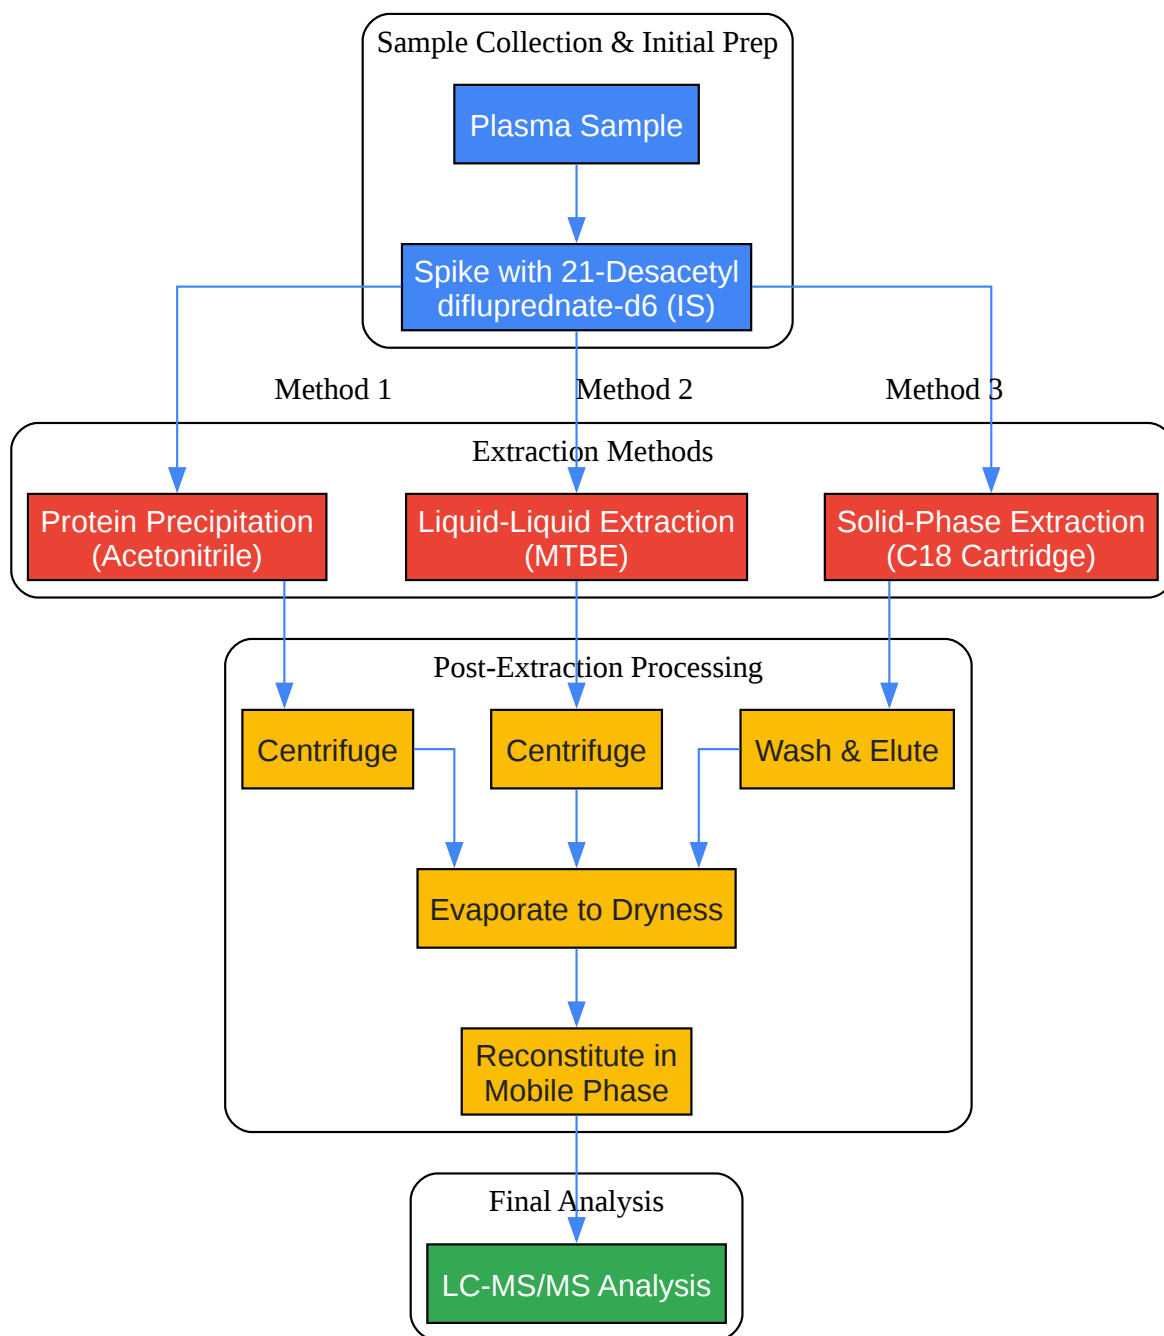 Sample Collection & Initial Prep
Plasma Sample
Spike with 21-Desacetyl
difluprednate-d6 (IS)
Method 1
Method 2
Method 3
Extraction Methods
Protein Precipitation
(Acetonitrile)
Liquid-Liquid Extraction
(MTBE)
Solid-Phase Extraction
(C18 Cartridge)
Post-Extraction Processing
Centrifuge
Centrifuge
Wash & Elute
Evaporate to Dryness
Reconstitute in
Mobile Phase
Final Analysis
LC-MS/MS Analysis